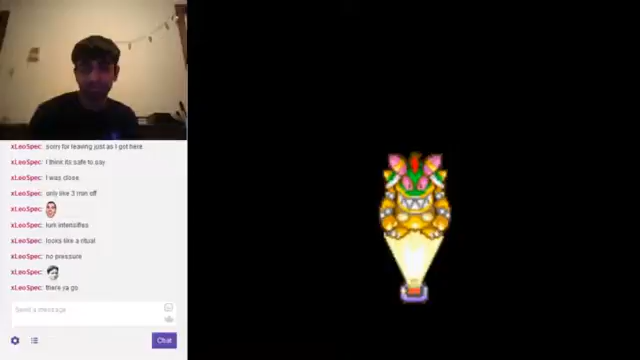 xLeoSpec: sorry for leaving just as I got here
xLeoSpec: I think its safe to say
xLeoSpec: I was close
xLeoSpec: only like 3 min off
xLeoSpec:
xLeoSpec: lurk intensifies
xLeoSpec: looks like a ritual
xLeoSpec: no pressure
xLeoSpec:
xLeoSpec: there ya go
Send a message
Chat